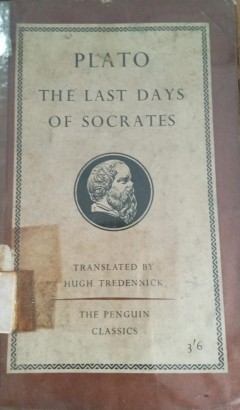 PLATO
THE LAST DAYS
OF SOCRATES
TRANSLATED BY
HUGH TREDENNICK
THE PENGUIN
CLASSICS
3'6